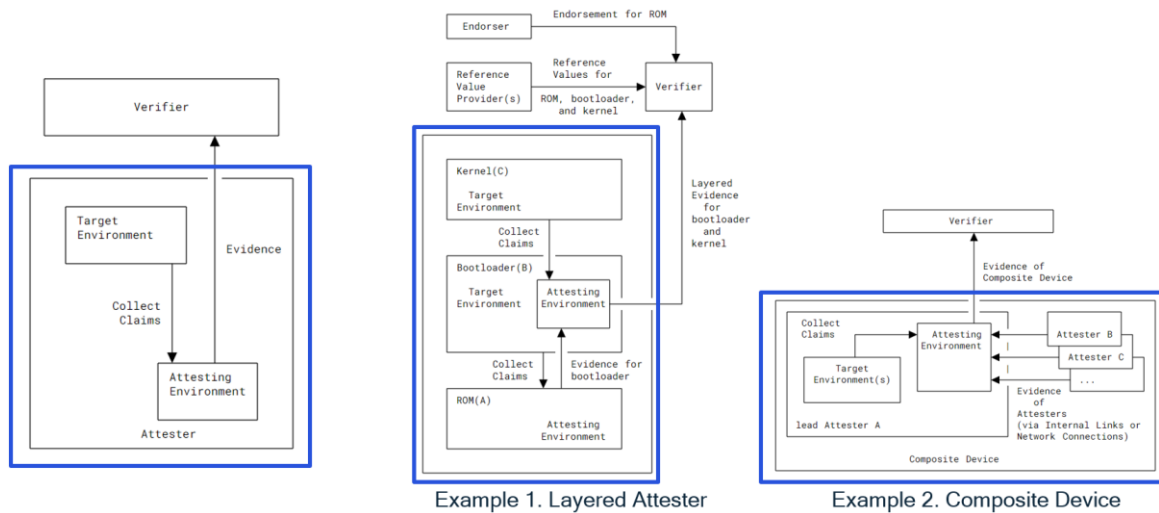 Verifier
Target
Environment
Evidence
Collect
Claims
Attesting
Environment
Attester
Endorser
Endorsement for ROM
Reference
Value
Provider(s)
Reference
Values for
ROM, bootloader,
and kernel
Verifier
Kernel(C)
Target
Environment
Collect
Claims
Layered
Evidence
for
bootloader
and
kernel
Bootloader(B)
Target
Environment
Attesting
Environment
Collect
Claims
Evidence for
bootloader
ROM(A)
Attesting
Environment
Example 1. Layered Attester
Verifier
Evidence of
Composite Device
Collect
Claims
Attesting
Environment
Attester B
Attester C
...
Target
Environment(s)
Evidence
of
Attesters
(via Internal Links or
Network Connections)
lead Attester A
Composite Device
Example 2. Composite Device